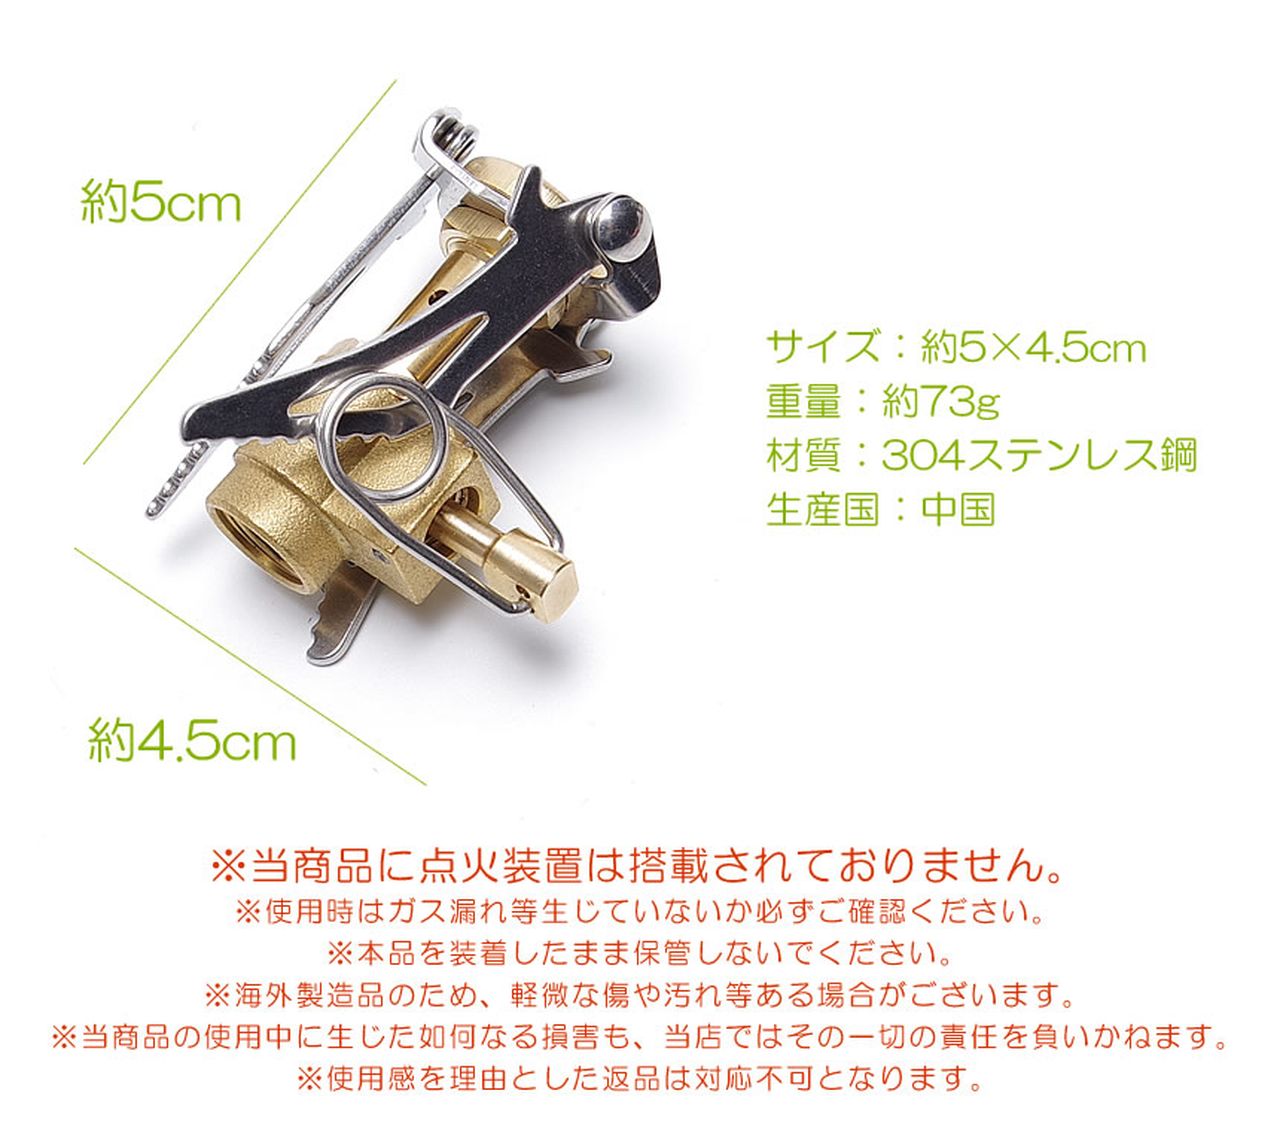 約5cm
サイズ：約5×4.5cm
重量：約73g
材質：304ステンレス鋼
生産国：中国
約4.5cm
※当商品に点火装置は搭載されておりません。
※使用時はガス漏れ等生じていないか必ずご確認ください。
※本品を装着したまま保管しないでください。
※海外製造品のため、軽微な傷や汚れ等ある場合がございます。
※当商品の使用中に生じた如何なる損害も、当店ではその一切の責任を負いかねます。
※使用感を理由とした返品は対応不可となります。